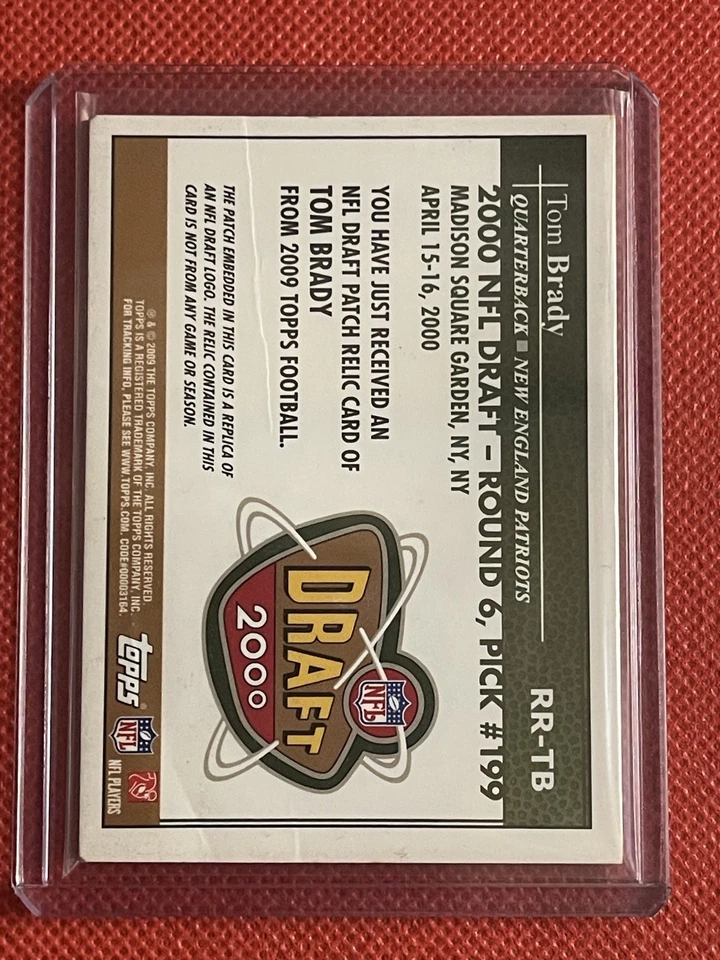 RR-TB
Tom Brady
QUARTERBACK ■ NEW ENGLAND PATRIOTS
2000 NFL DRAFT – ROUND 6, PICK #199
MADISON SQUARE GARDEN, NY, NY
APRIL 15-16, 2000
YOU HAVE JUST RECEIVED AN
NFL DRAFT PATCH RELIC CARD OF
TOM BRADY
FROM 2009 TOPPS FOOTBALL.
NFL
DRAFT
2000
THE PATCH EMBEDDED IN THIS CARD IS A REPLICA OF
AN NFL DRAFT LOGO. THE RELIC CONTAINED IN THIS
CARD IS NOT FROM ANY GAME OR SEASON.
® & © 2009 THE TOPPS COMPANY, INC. ALL RIGHTS RESERVED.
TOPPS IS A REGISTERED TRADEMARK OF THE TOPPS COMPANY, INC.
FOR TRACKING INFO, PLEASE SEE WWW.TOPPS.COM. CODE#00003164.
topps®
NFL
NFL PLAYERS